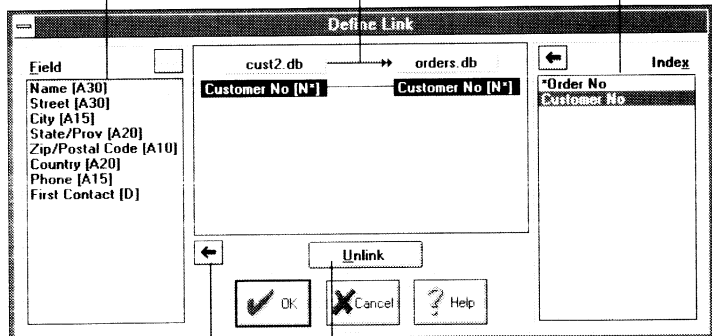 Define Link
Field
Name [A30]
Street [A30]
City [A15]
State/Prov [A20]
Zip/Postal Code [A10]
Country [A20]
Phone [A15]
First Contact [D]
cust2.db orders.db
Customer No [N*] Customer No [N*]
Index
*Order No
Customer No
Unlink
OK Cancel Help